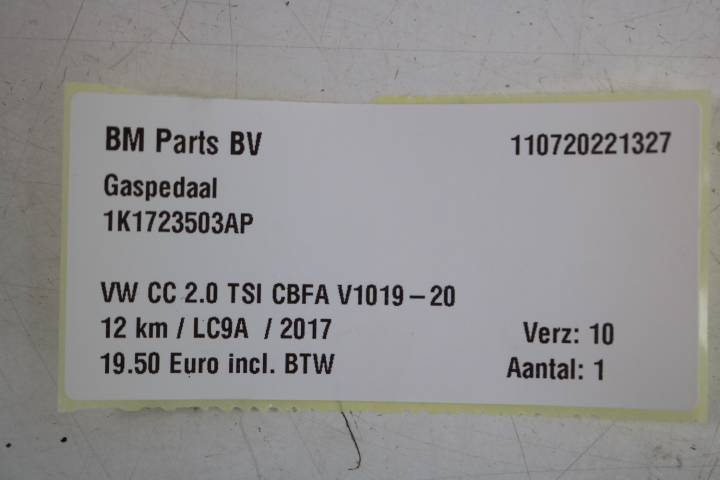 BM Parts BV 110720221327
Gaspedaal
1K1723503AP
VW CC 2.0 TSI CBFA V1019-20
12 km / LC9A / 2017 Verz: 10
19.50 Euro incl. BTW Aantal: 1